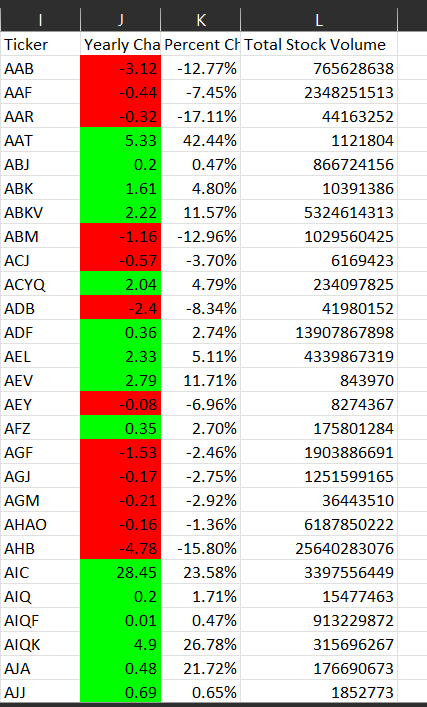 I J K L
Ticker Yearly Cha Percent Ch Total Stock Volume
AAB -3.12 -12.77% 765628638
AAF -0.44 -7.45% 2348251513
AAR -0.32 -17.11% 44163252
AAT 5.33 42.44% 1121804
ABJ 0.2 0.47% 866724156
ABK 1.61 4.80% 10391386
ABKV 2.22 11.57% 5324614313
ABM -1.16 -12.96% 1029560425
ACJ -0.57 -3.70% 6169423
ACYQ 2.04 4.79% 234097825
ADB -2.4 -8.34% 41980152
ADF 0.36 2.74% 13907867898
AEL 2.33 5.11% 4339867319
AEV 2.79 11.71% 843970
AEY -0.08 -6.96% 8274367
AFZ 0.35 2.70% 175801284
AGF -1.53 -2.46% 1903886691
AGJ -0.17 -2.75% 1251599165
AGM -0.21 -2.92% 36443510
AHAO -0.16 -1.36% 6187850222
AHB -4.78 -15.80% 25640283076
AIC 28.45 23.58% 3397556449
AIQ 0.2 1.71% 15477463
AIQF 0.01 0.47% 913229872
AIQK 4.9 26.78% 315696267
AJA 0.48 21.72% 176690673
AJJ 0.69 0.65% 1852773